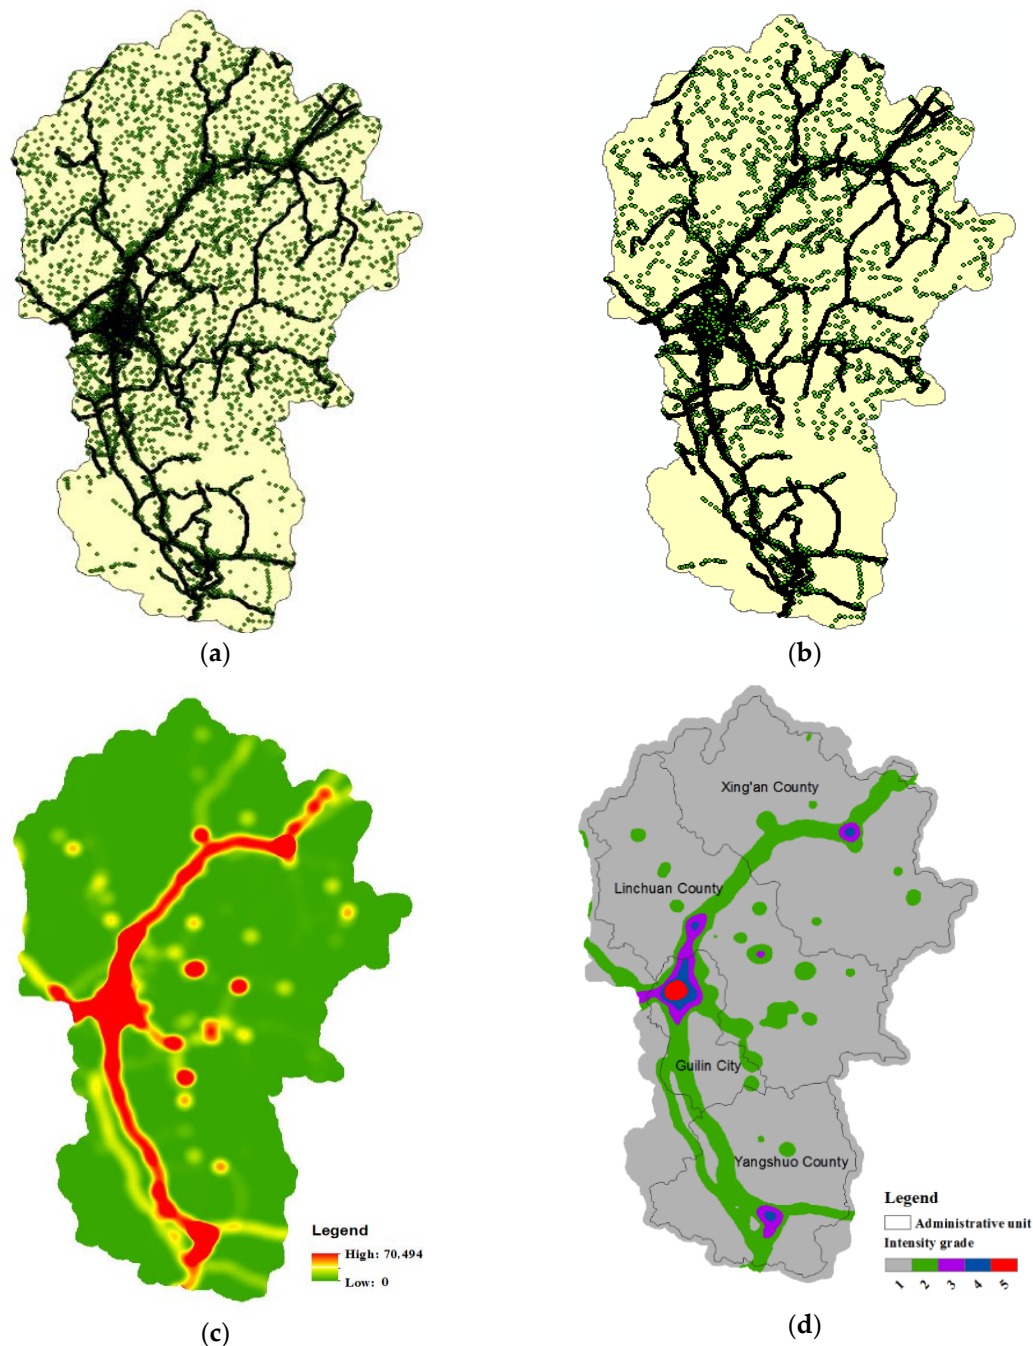 (a)
(b)
Xing'an County
Linchuan County
Guilin City
Yangshuo County
Legend
High: 70.494
Low: 0
Legend
Administrative unit
Intensity grade
1 2 3 4 5
(c)
(d)